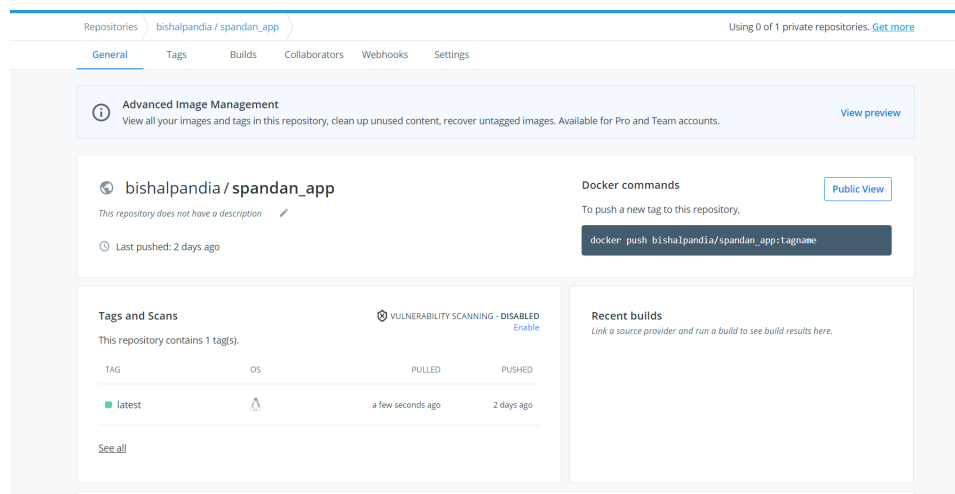 Repositories bishalpandia / spandan_app Using 0 of 1 private repositories. Get more
General Tags Builds Collaborators Webhooks Settings
Advanced Image Management
View all your images and tags in this repository, clean up unused content, recover untagged images. Available for Pro and Team accounts.
View preview
bishalpandia / spandan_app
This repository does not have a description
Last pushed: 2 days ago
Docker commands
Public View
To push a new tag to this repository,
docker push bishalpandia/spandan_app:tagname
Tags and Scans
VULNERABILITY SCANNING - DISABLED
Enable
This repository contains 1 tag(s).
TAG OS PULLED PUSHED
latest a few seconds ago 2 days ago
See all
Recent builds
Link a source provider and run a build to see build results here.